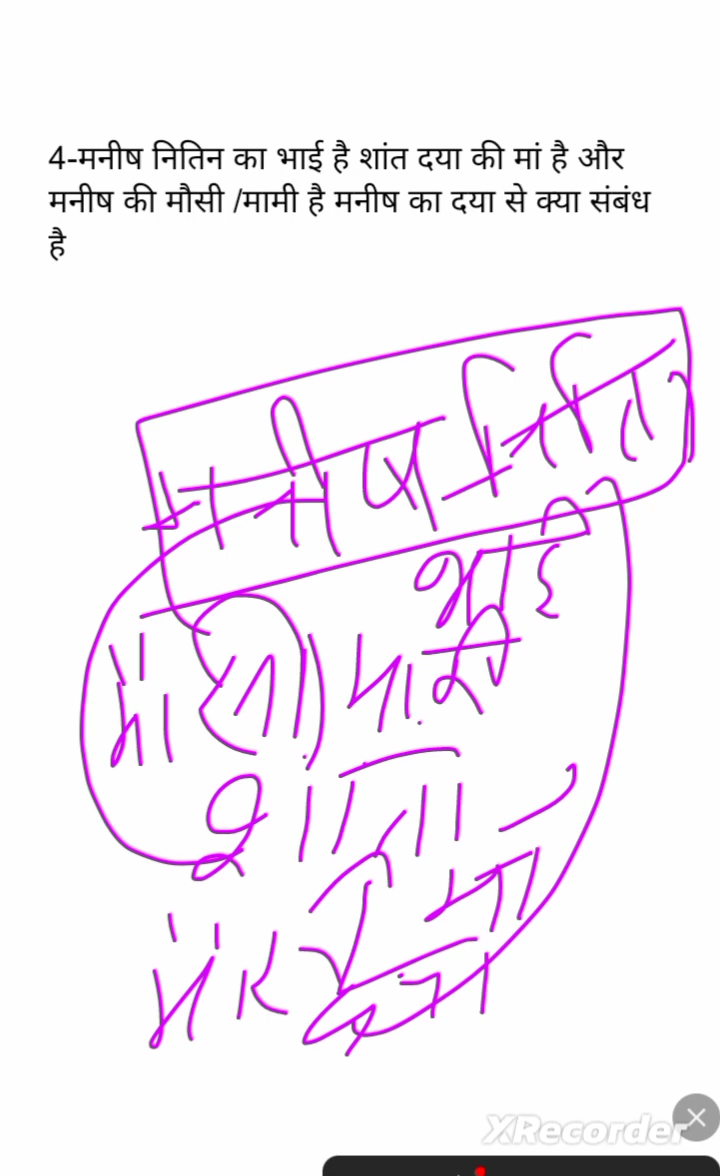 4-मनीष नितिन का भाई है शांत दया की मां है और
मनीष की मौसी /मामी है मनीष का दया से क्या संबंध
है
मनीष नितिन
भाई
मां
XRecorder